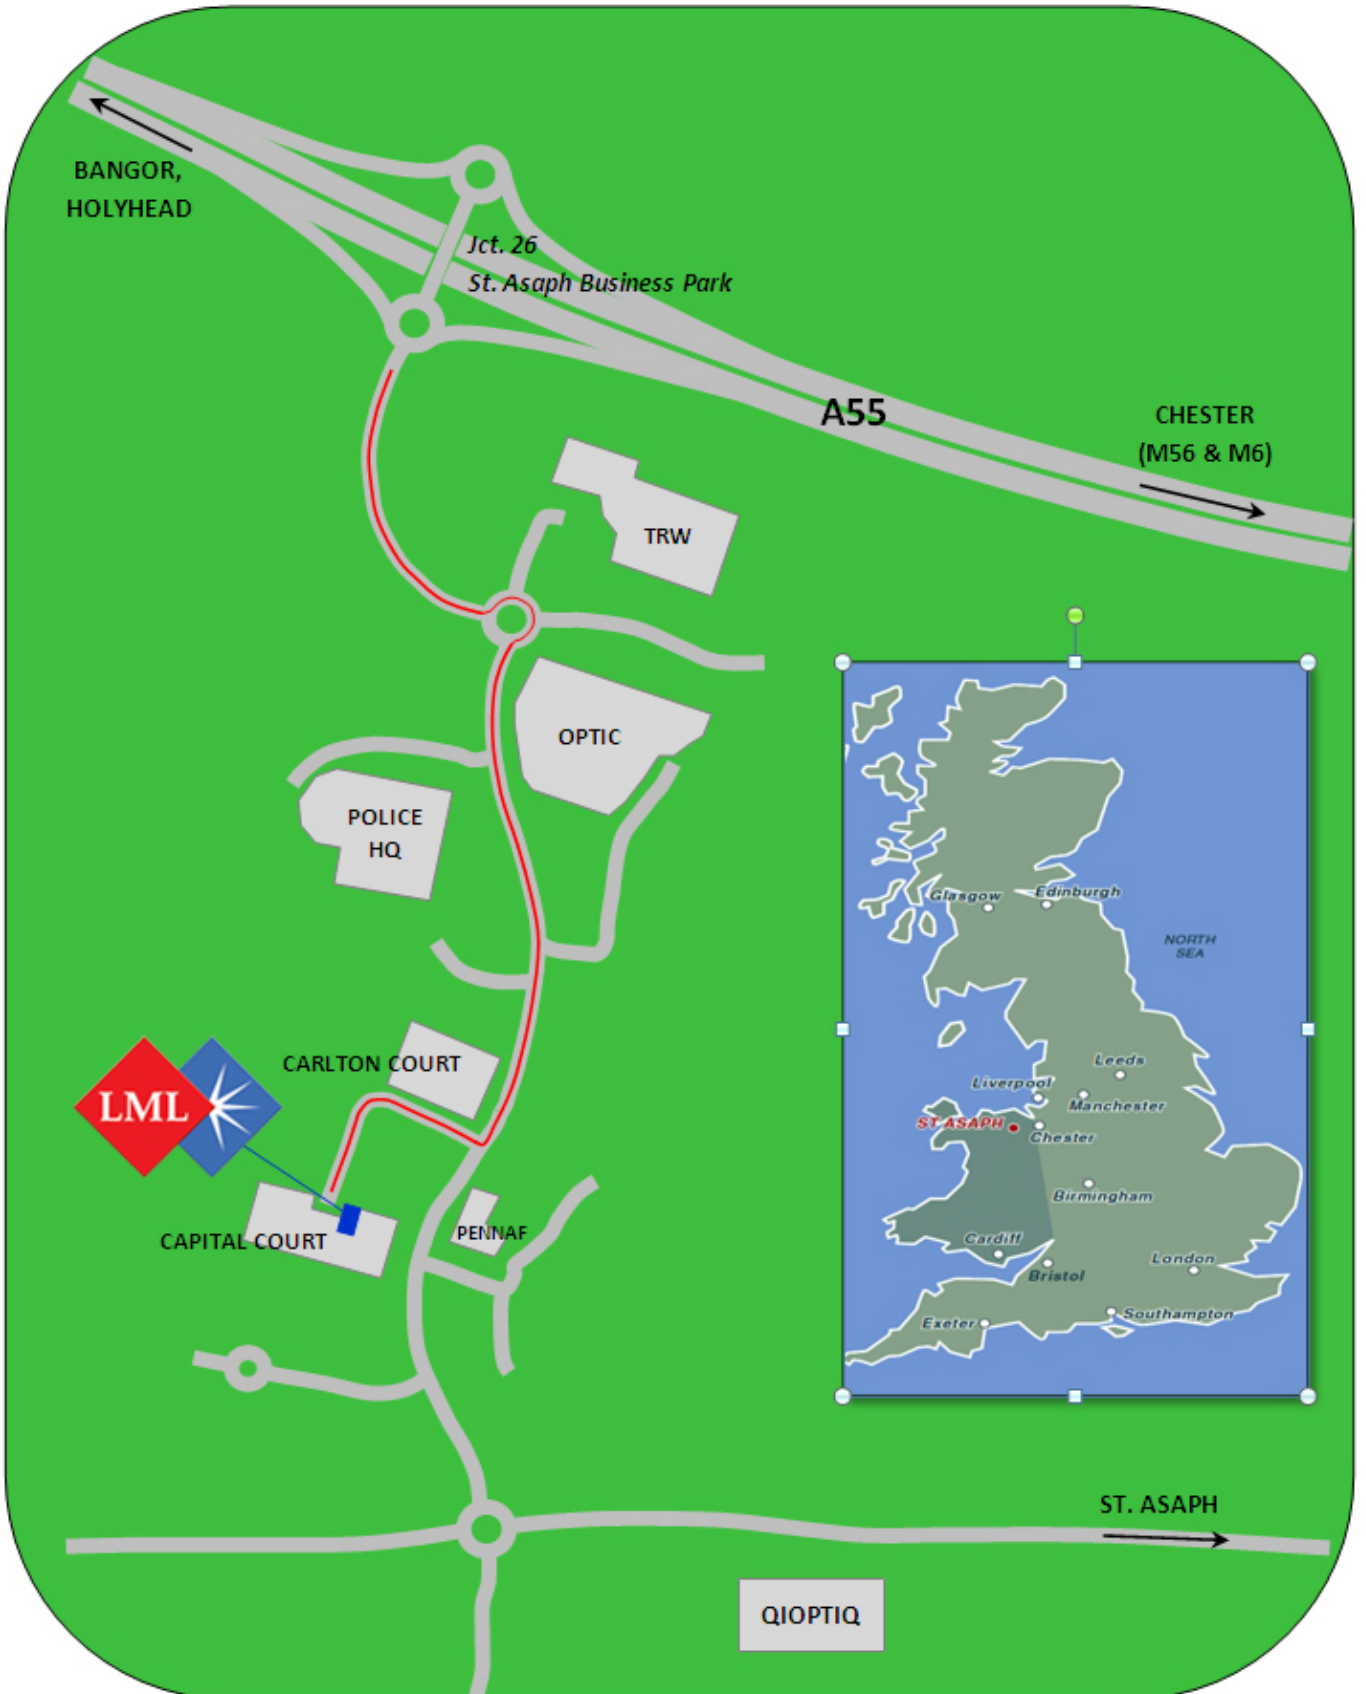 BANGOR,
HOLYHEAD
Jct. 26
St. Asaph Business Park
A55
CHESTER
(M56 & M6)
TRW
OPTIC
POLICE
HQ
CARLTON COURT
LML
CAPITAL COURT
PENNAF
Glasgow
Edinburgh
NORTH
SEA
Leeds
Liverpool
Manchester
ST ASAPH
Chester
Birmingham
Cardiff
London
Bristol
Southampton
Exeter
ST. ASAPH
QIOPTIQ